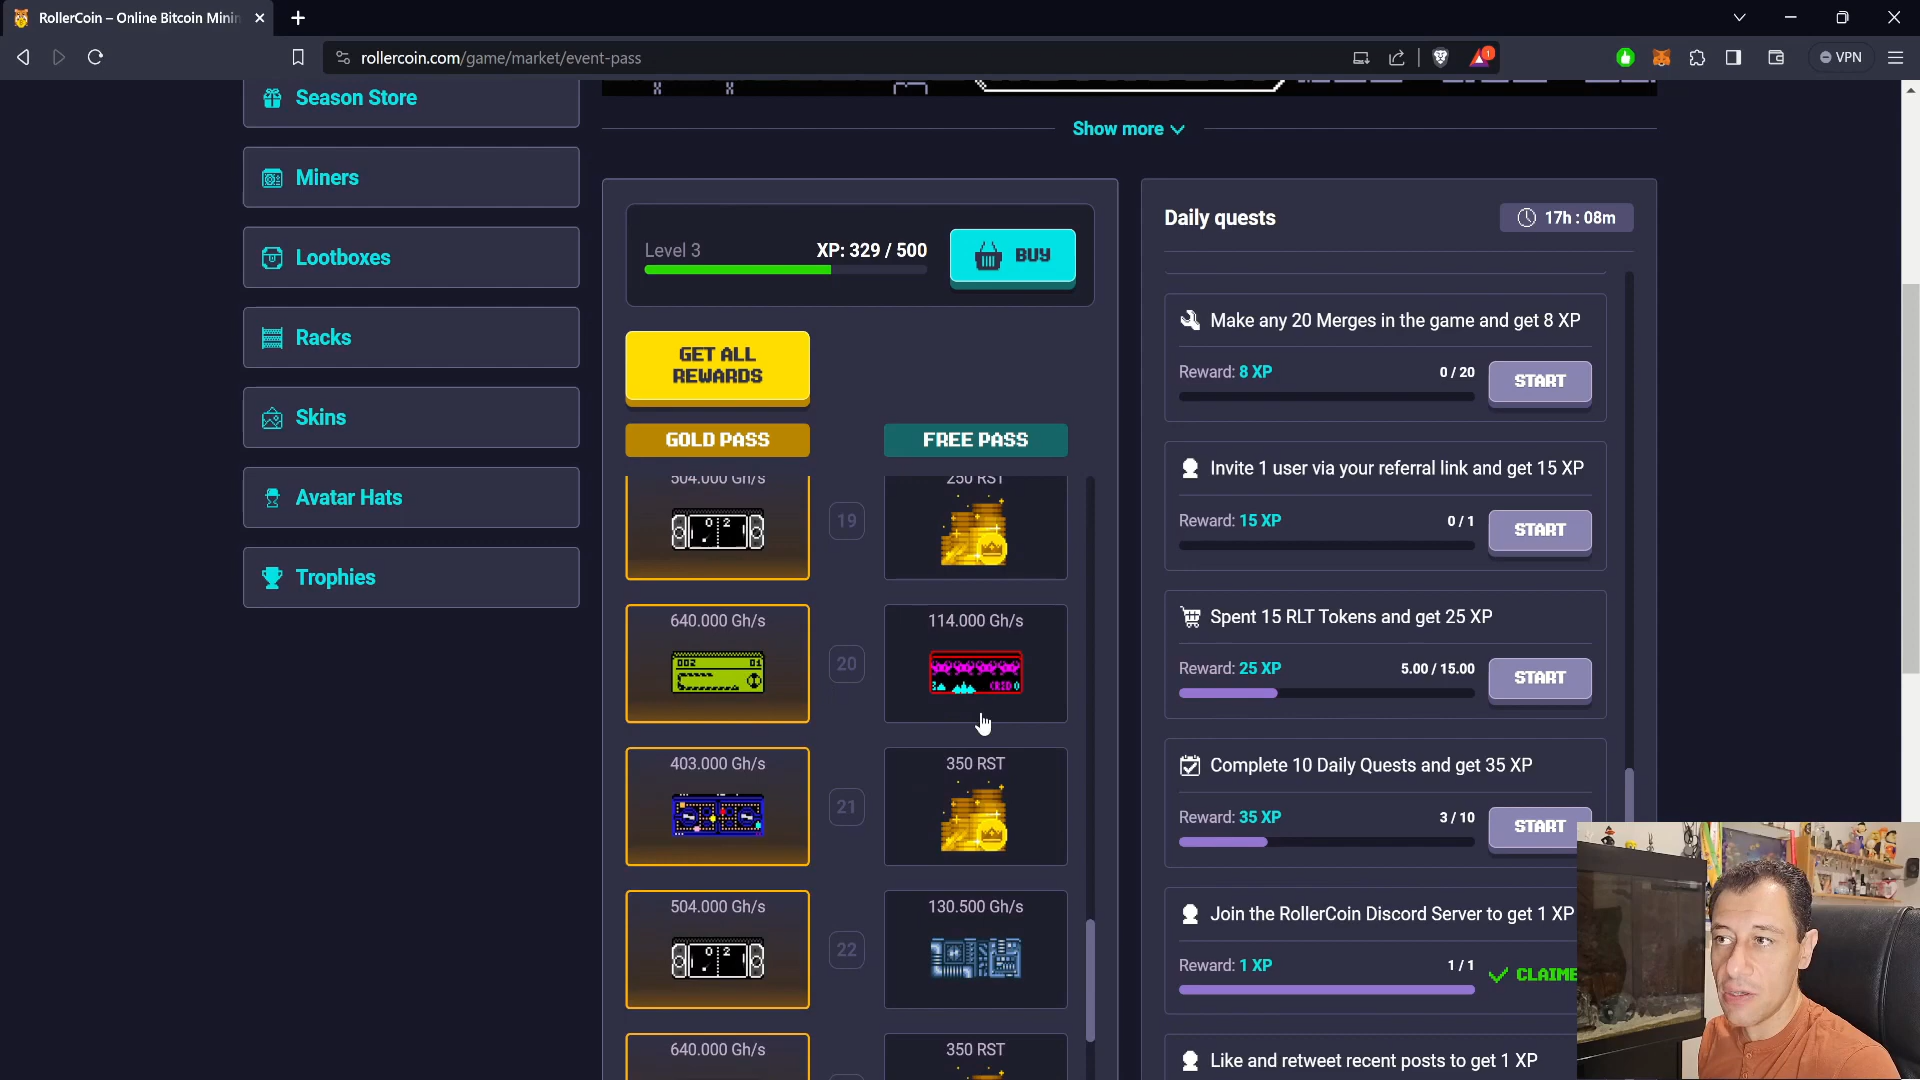 RollerCoin – Online Bitcoin Minin
rollercoin.com/game/market/event-pass
1
VPN
Season Store
Miners
Lootboxes
Racks
Skins
Avatar Hats
Trophies
Show more
Level 3
XP: 329 / 500
BUY
GET ALL
REWARDS
GOLD PASS
FREE PASS
504.000 Gh/s
19
250 RST
640.000 Gh/s
20
114.000 Gh/s
403.000 Gh/s
21
350 RST
504.000 Gh/s
22
130.500 Gh/s
640.000 Gh/s
350 RST
Daily quests
17h : 08m
Make any 20 Merges in the game and get 8 XP
Reward: 8 XP
0 / 20
START
Invite 1 user via your referral link and get 15 XP
Reward: 15 XP
0 / 1
START
Spent 15 RLT Tokens and get 25 XP
Reward: 25 XP
5.00 / 15.00
START
Complete 10 Daily Quests and get 35 XP
Reward: 35 XP
3 / 10
START
Join the RollerCoin Discord Server to get 1 XP
Reward: 1 XP
1 / 1
CLAIME
Like and retweet recent posts to get 1 XP